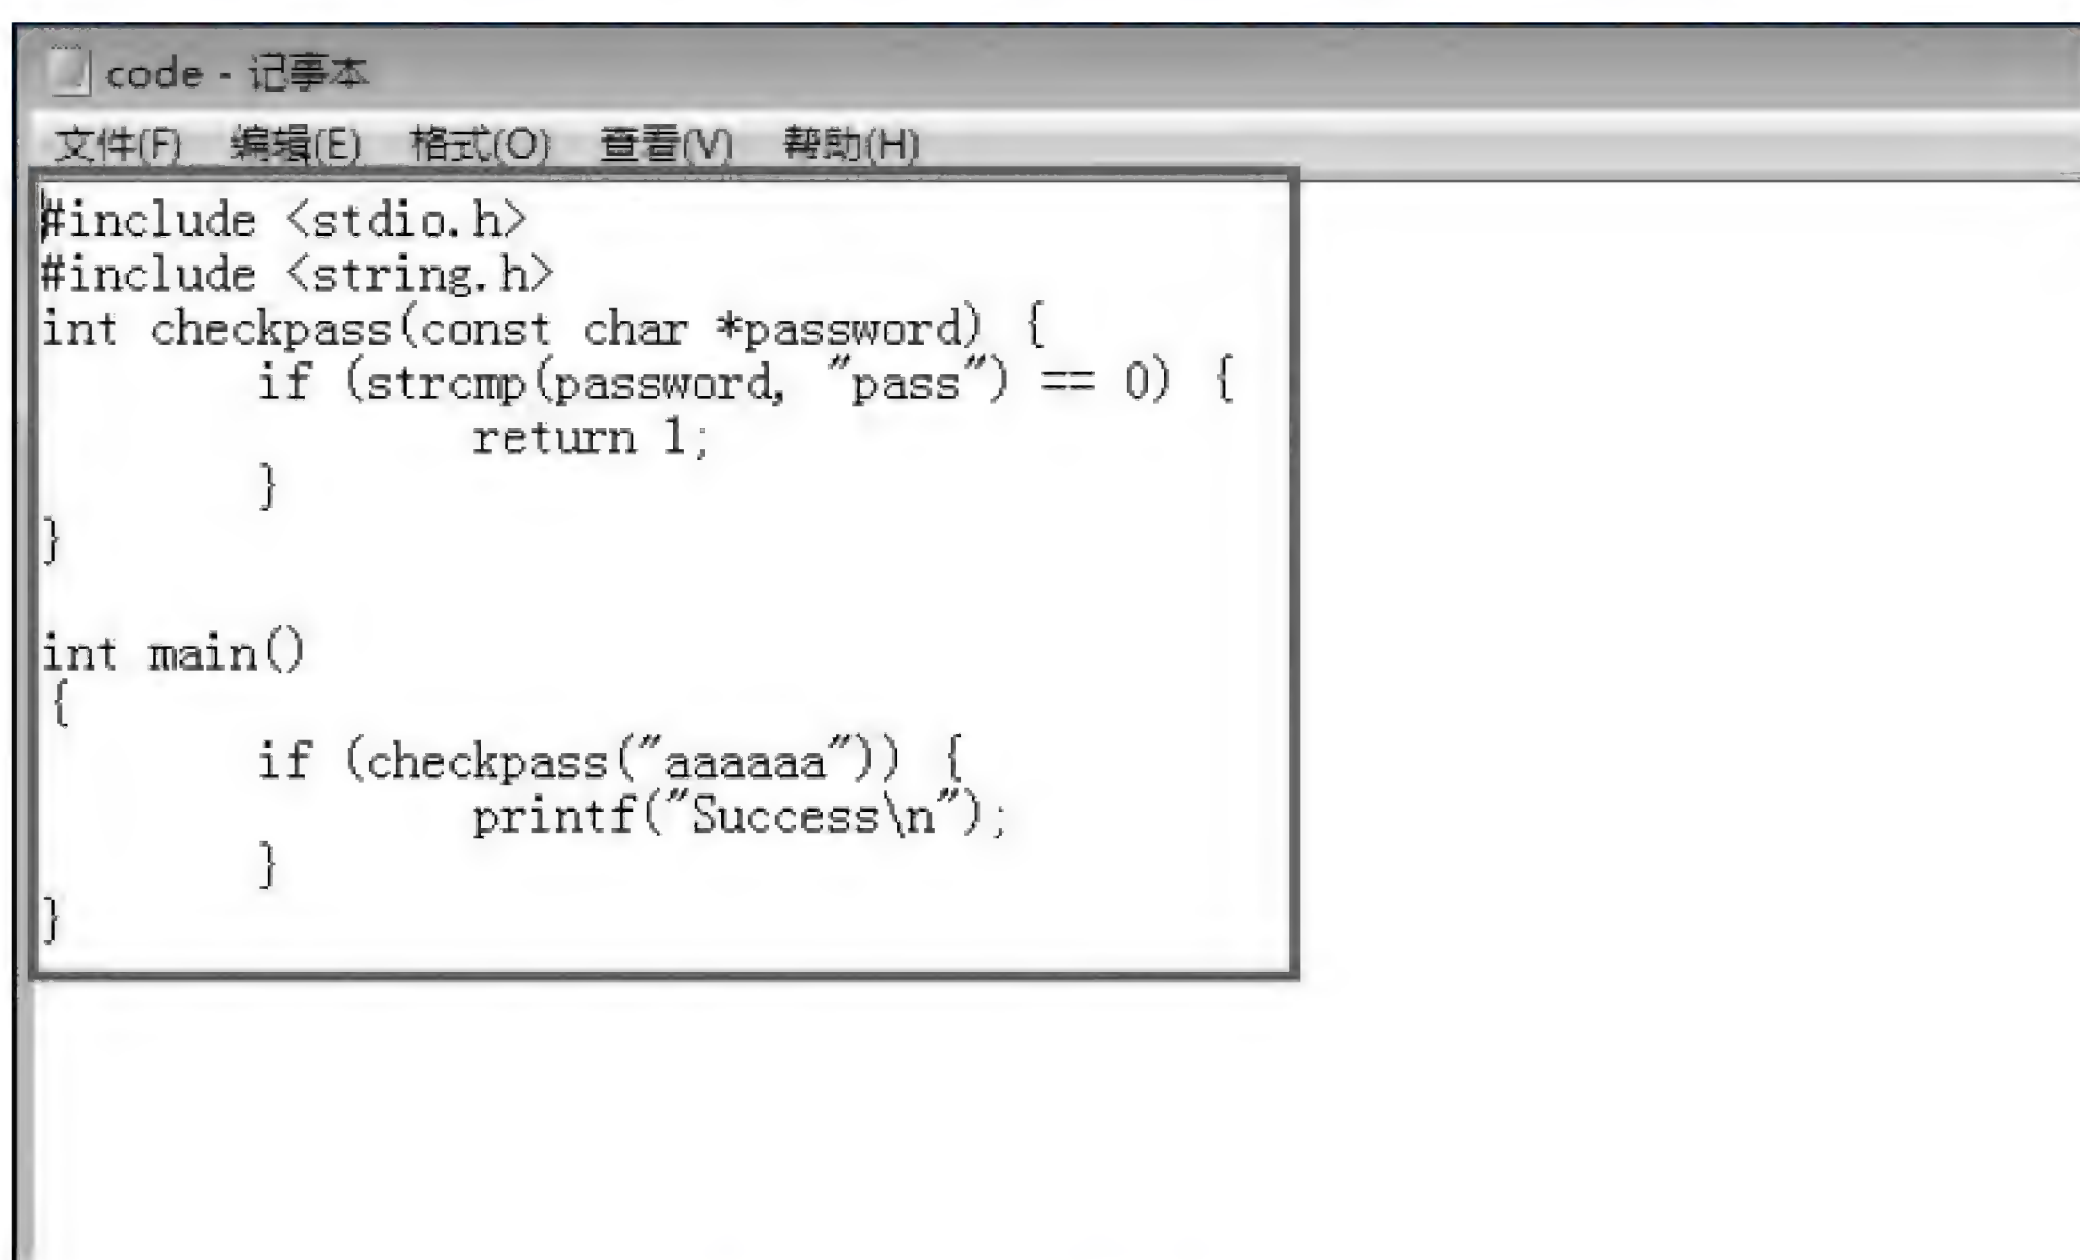 code - 记事本
文件(F) 编辑(E) 格式(O) 查看(V) 帮助(H)
#include <stdio.h>
#include <string.h>
int checkpass(const char *password) {
        if (strcmp(password, "pass") == 0) {
                return 1;
        }
}

int main()
{
        if (checkpass("aaaaaa")) {
                printf("Success\n");
        }
}